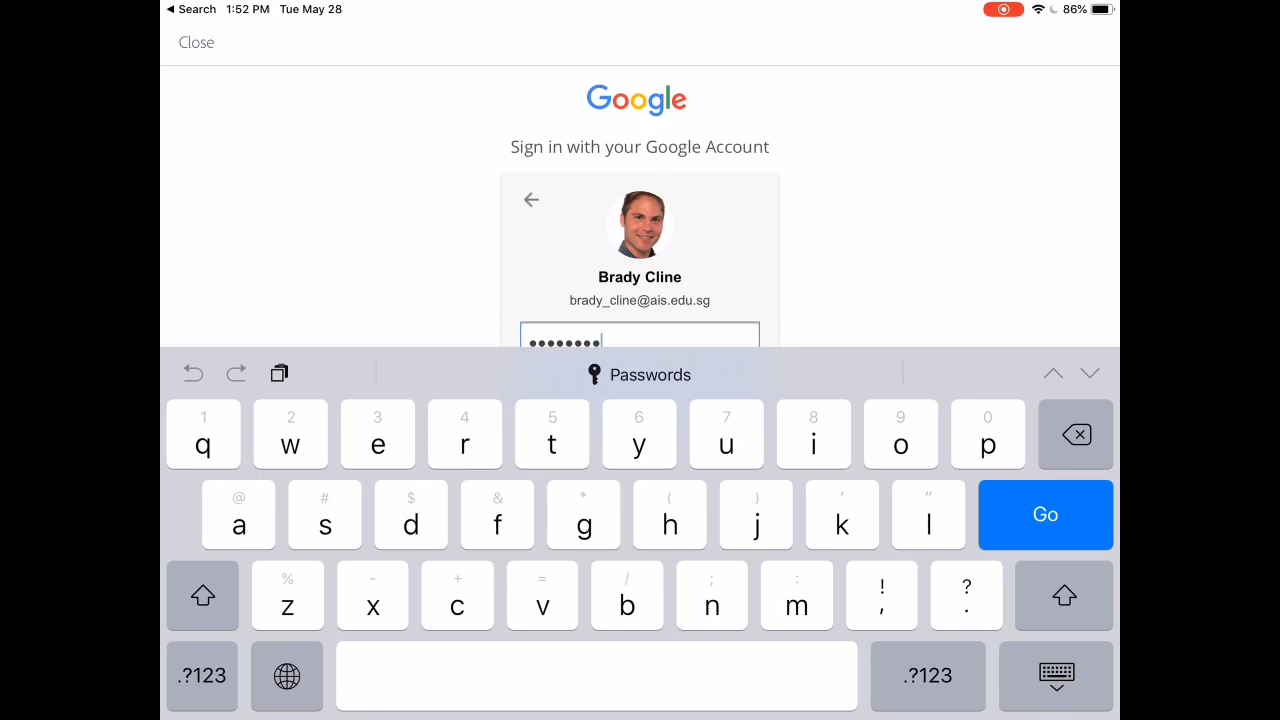 Search 1:52 PM Tue May 28 86%
Close
Google
Sign in with your Google Account
Brady Cline
brady_cline@ais.edu.sg
••••••••
Passwords
1 2 3 4 5 6 7 8 9 0
q w e r t y u i o p
@ # $ & * ( ) ' "
a s d f g h j k l Go
% - + = / ; : ! ?
z x c v b n m , .
.?123 .?123